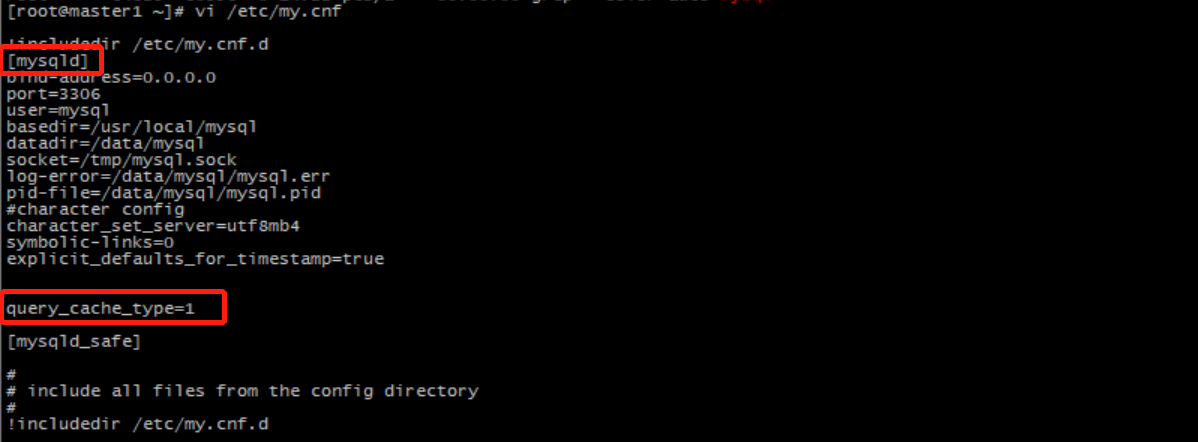 [root@master1 ~]# vi /etc/my.cnf
!includedir /etc/my.cnf.d
[mysqld]
bind-address=0.0.0.0
port=3306
user=mysql
basedir=/usr/local/mysql
datadir=/data/mysql
socket=/tmp/mysql.sock
log-error=/data/mysql/mysql.err
pid-file=/data/mysql/mysql.pid
#character config
character_set_server=utf8mb4
symbolic-links=0
explicit_defaults_for_timestamp=true
query_cache_type=1
[mysqld_safe]
#
# include all files from the config directory
#
!includedir /etc/my.cnf.d